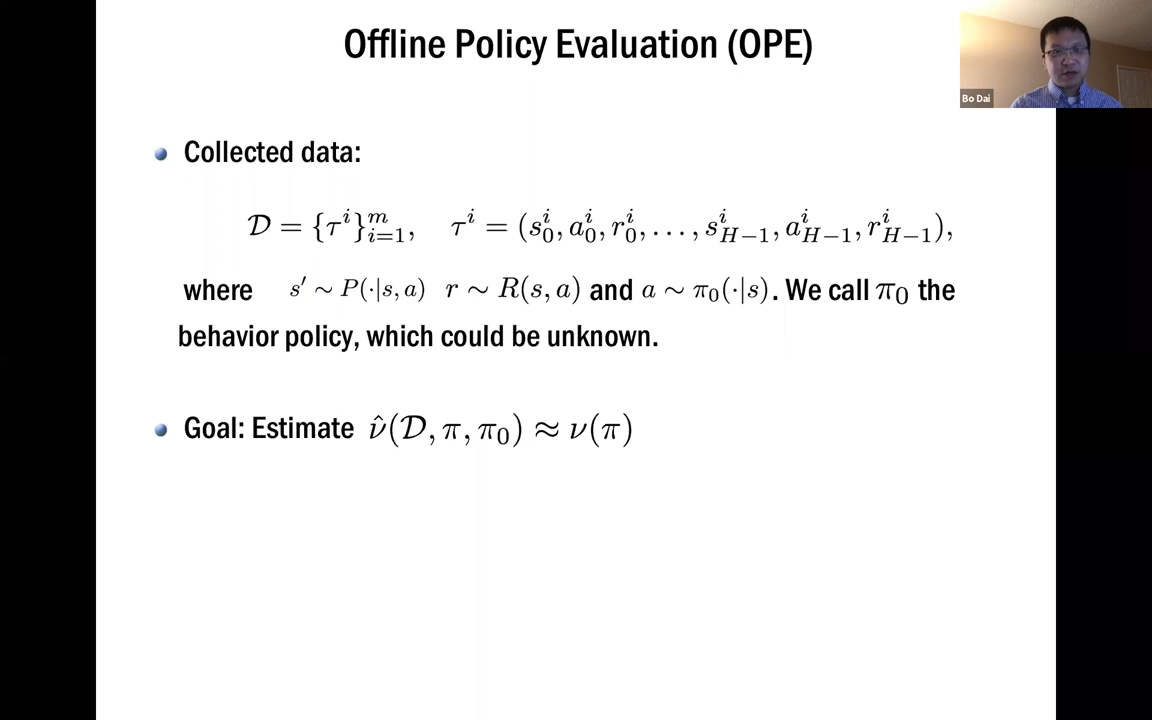 Offline Policy Evaluation (OPE)
Bo Dai
Collected data:
𝒟 = {τ^i}_{i=1}^m, τ^i = (s_0^i, a_0^i, r_0^i, . . . , s_{H−1}^i, a_{H−1}^i, r_{H−1}^i),
where s′ ∼ P(·|s, a) r ∼ R(s, a) and a ∼ π_0(·|s). We call π_0 the
behavior policy, which could be unknown.
Goal: Estimate ν̂(𝒟, π, π_0) ≈ ν(π)